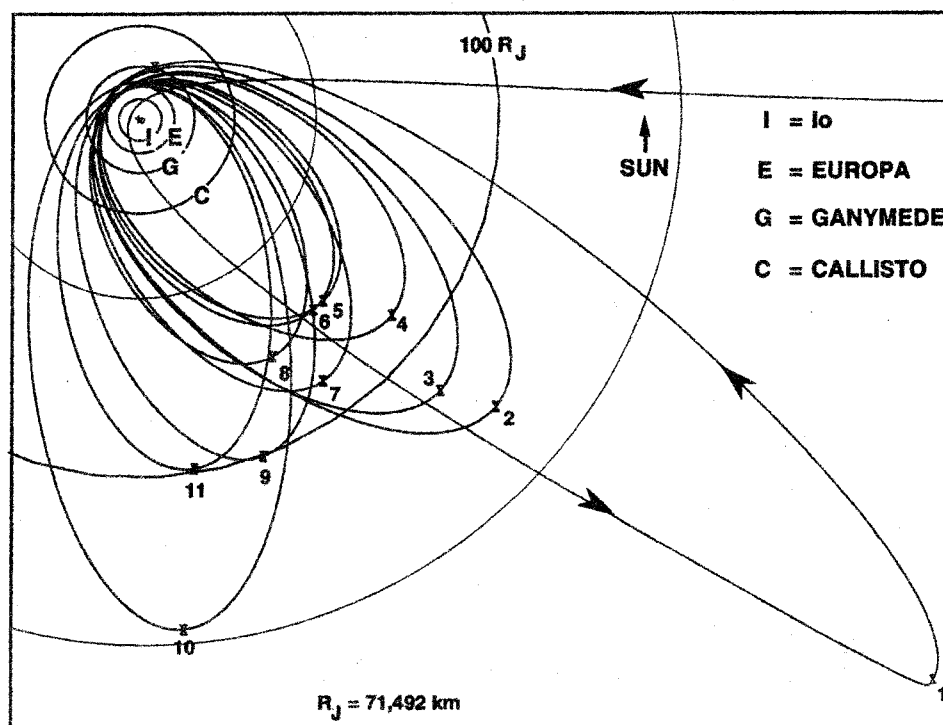 100 R_J
I = Io
SUN
E = EUROPA
G = GANYMEDE
C = CALLISTO
I E
G
C
5
6
4
8
7
3
2
11
9
10
1
R_J = 71,492 km